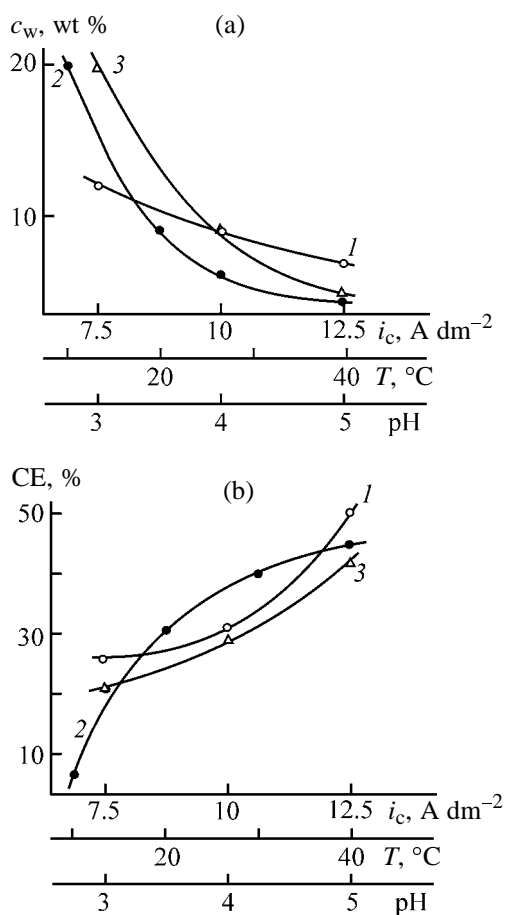 c_w, wt %
(a)
20
2
3
10
1
7.5 10 12.5 i_c, A dm⁻²
20 40 T, °C
3 4 5 pH
CE, %
(b)
50
1
3
30
2
10
7.5 10 12.5 i_c, A dm⁻²
20 40 T, °C
3 4 5 pH